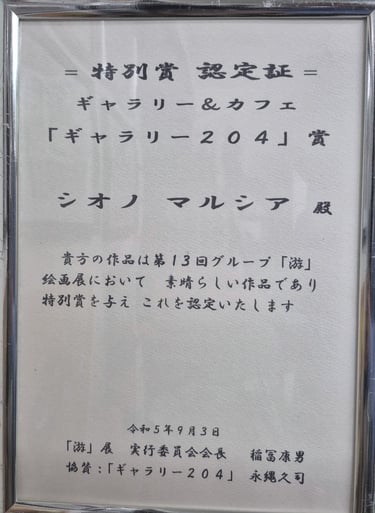 = 特別賞 認定証 =
ギャラリー&カフェ
「ギャラリー204」賞
シオノ マルシア 殿
貴方の作品は第13回グループ「游」
絵画展において 素晴らしい作品であり
特別賞を与え これを認定いたします
令和5年9月3日
「游」展 実行委員会会長 稲冨康男
協賛:「ギャラリー204」 永縄久司